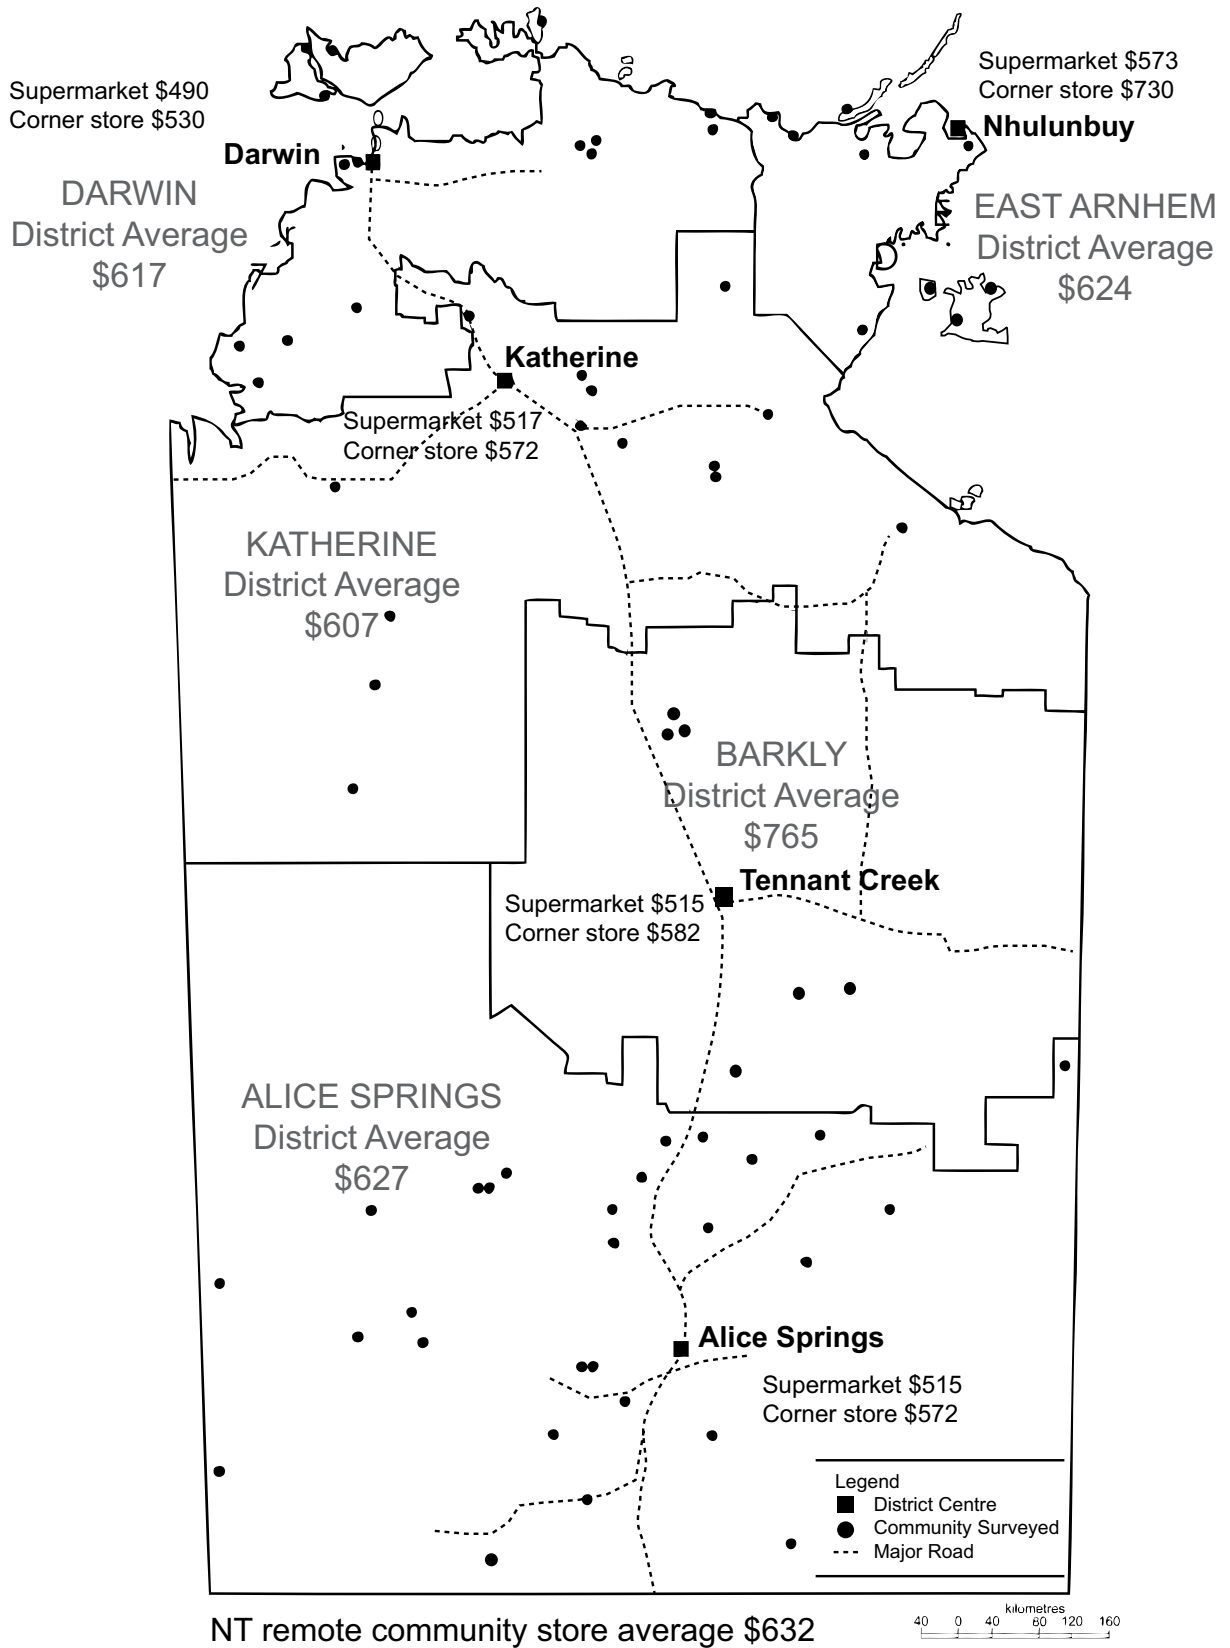 Supermarket $490
Corner store $530
Darwin
DARWIN
District Average
$617
Supermarket $573
Corner store $730
Nhulunbuy
EAST ARNHEM
District Average
$624
Katherine
Supermarket $517
Corner store $572
KATHERINE
District Average
$607
BARKLY
District Average
$765
Tennant Creek
Supermarket $515
Corner store $582
ALICE SPRINGS
District Average
$627
Alice Springs
Supermarket $515
Corner store $572
Legend
District Centre
Community Surveyed
Major Road
NT remote community store average $632
kilometres
40 0 40 80 120 160